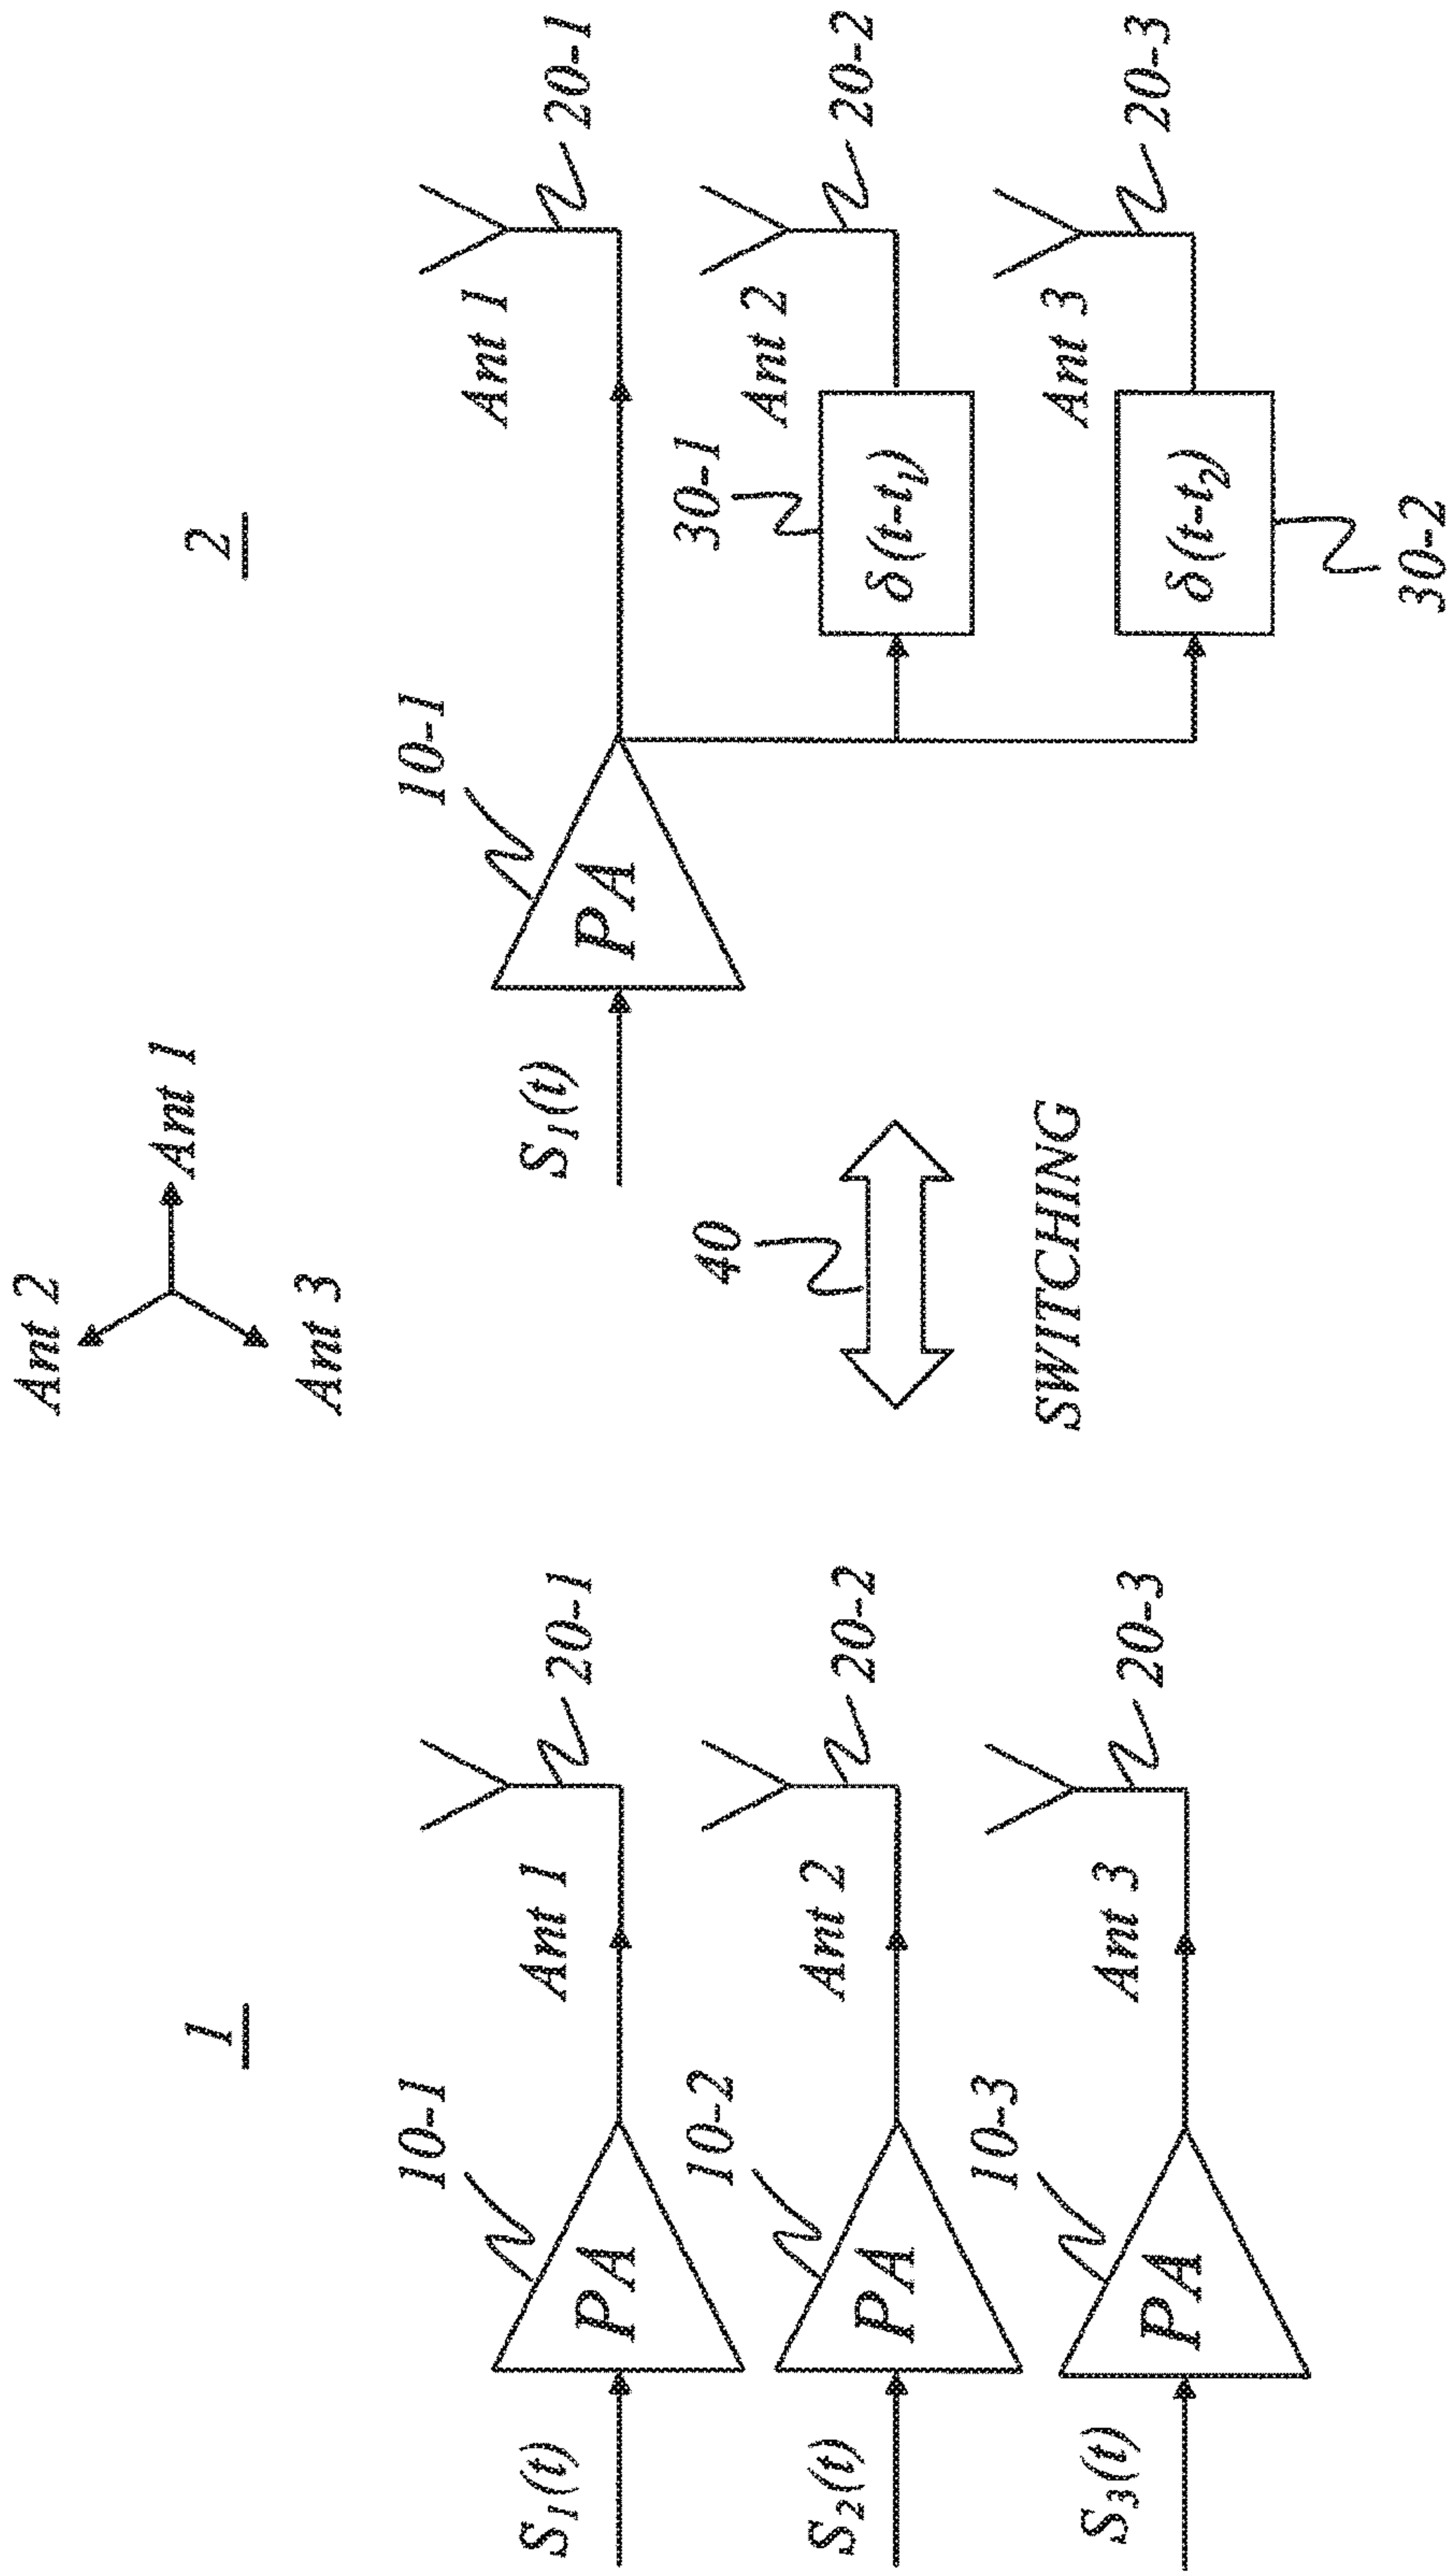 1
2
Ant 2
Ant 1
Ant 3
S1(t)
PA
10-1
Ant 1
20-1
S2(t)
PA
10-2
Ant 2
20-2
S3(t)
PA
10-3
Ant 3
20-3
40
SWITCHING
S1(t)
PA
10-1
Ant 1
20-1
30-1
δ(t-t1)
Ant 2
20-2
δ(t-t2)
30-2
Ant 3
20-3